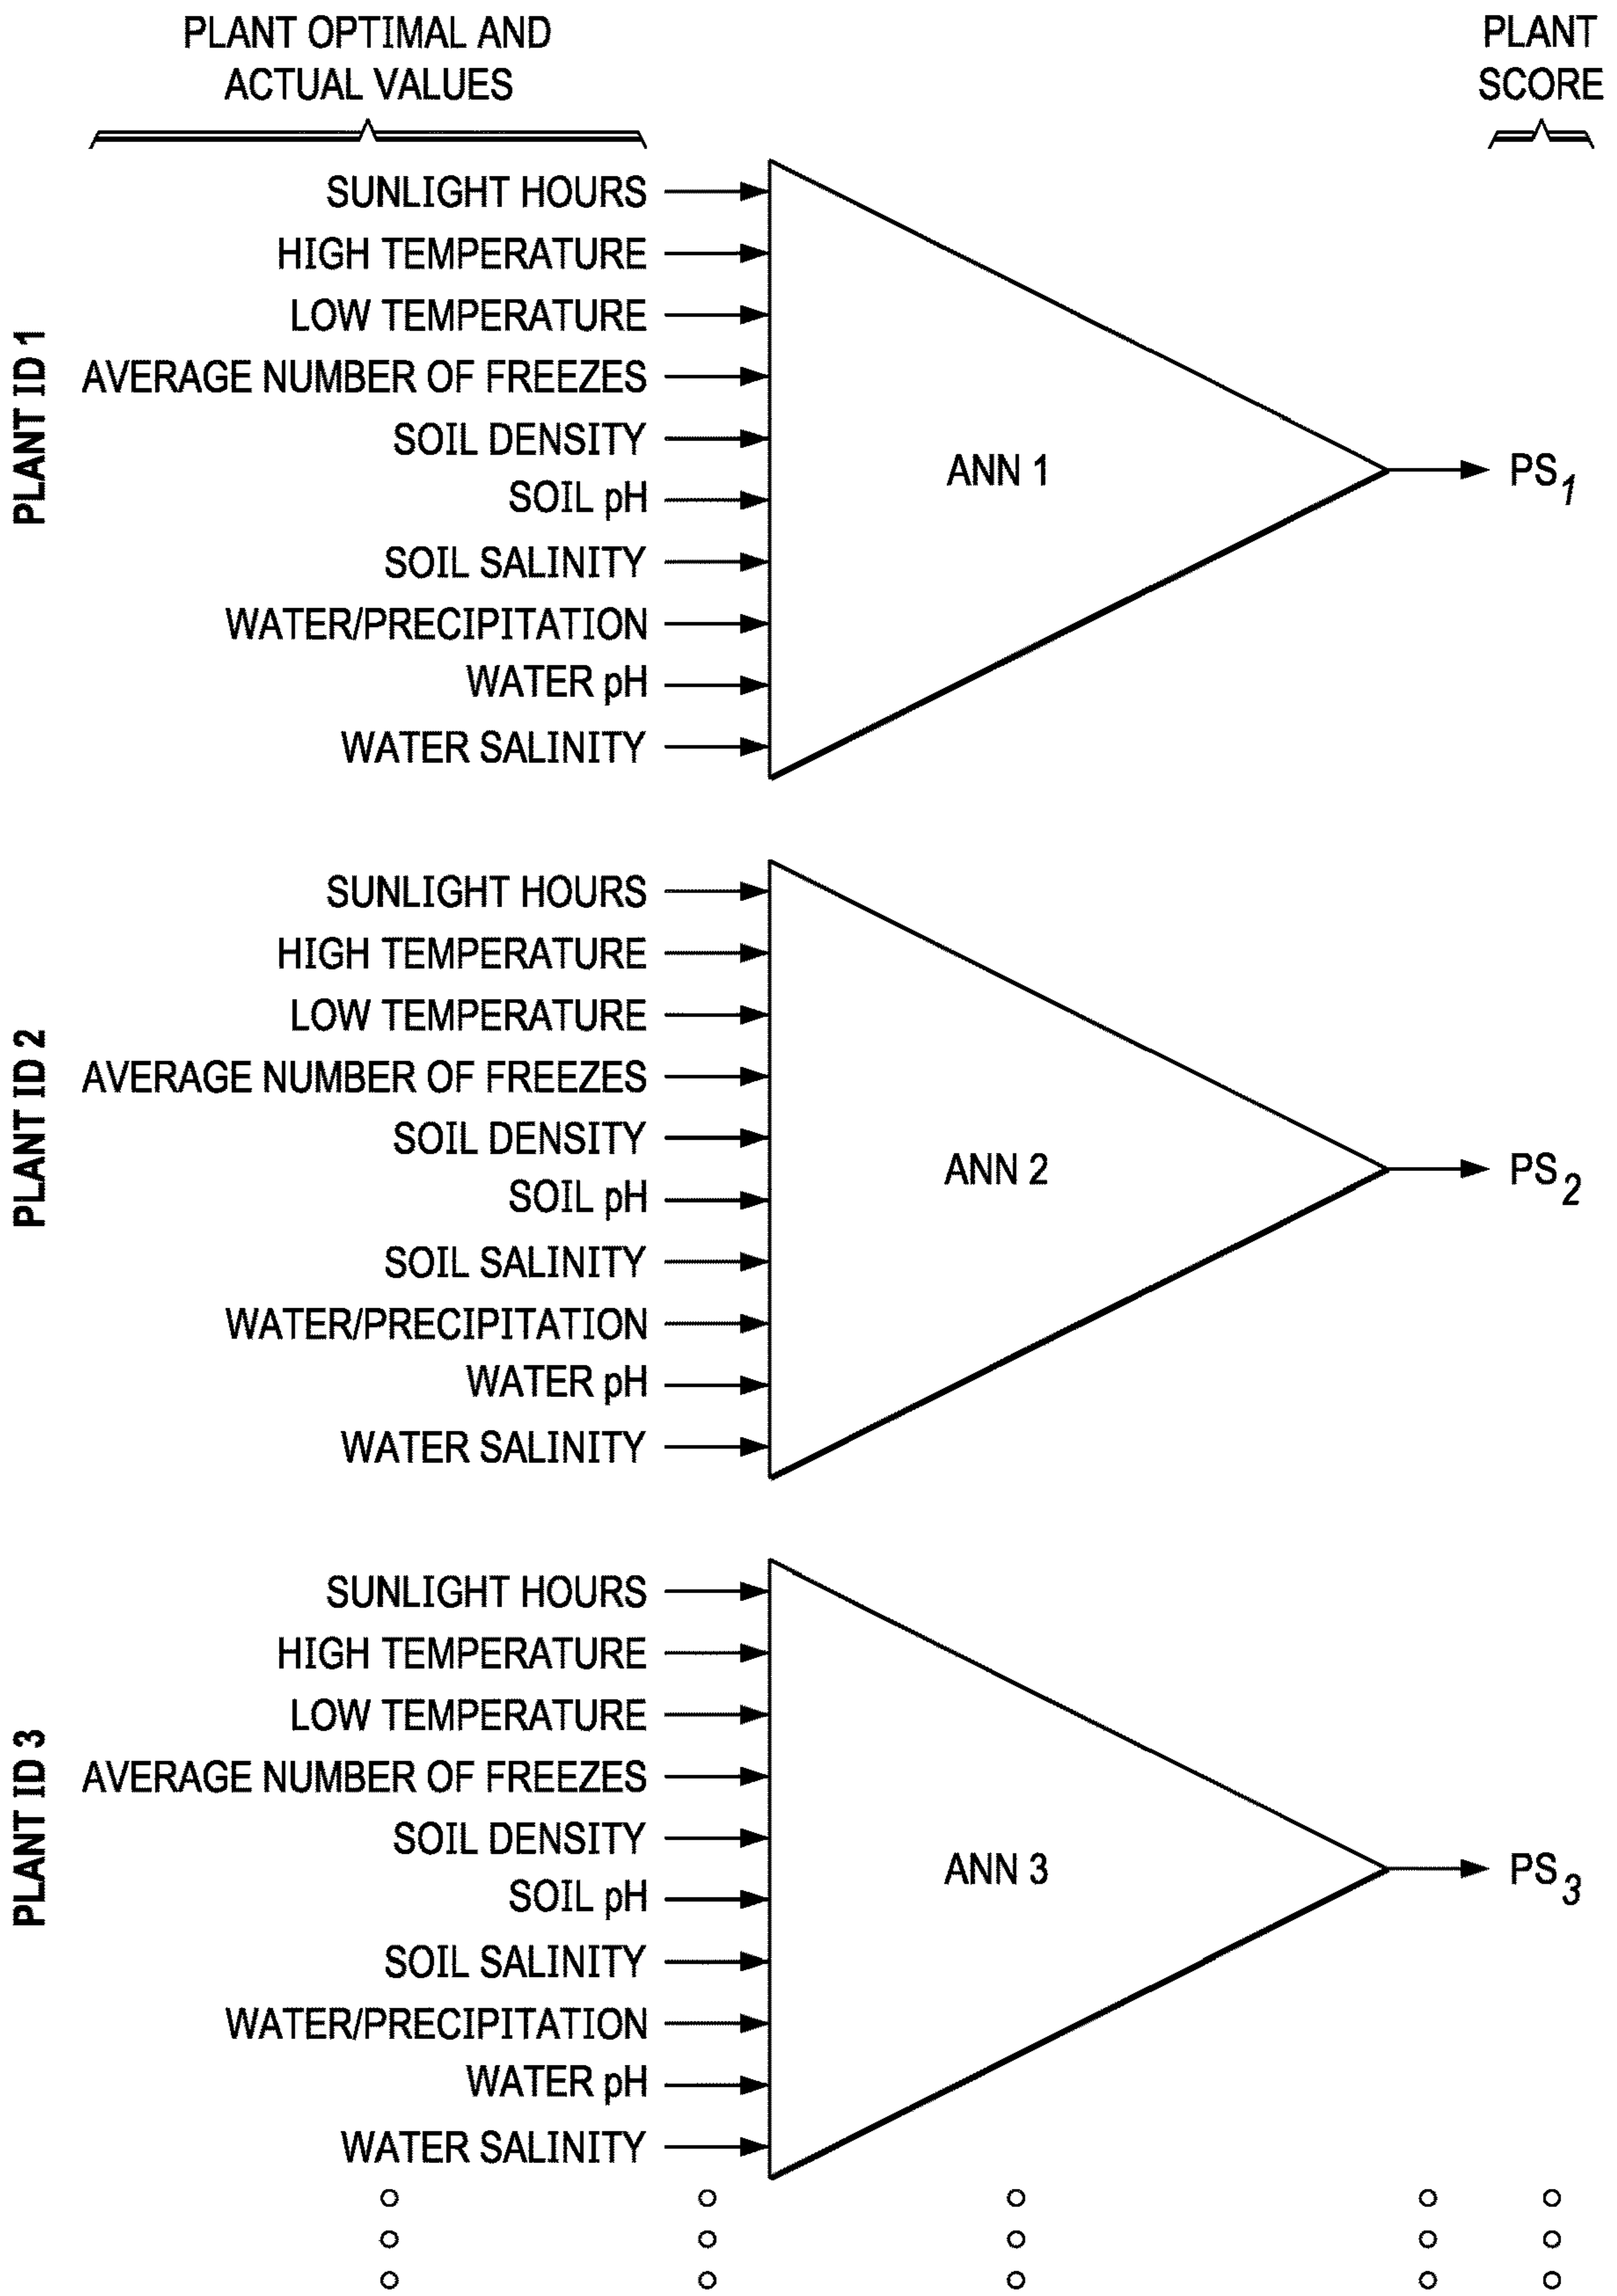 PLANT OPTIMAL AND
ACTUAL VALUES
PLANT
SCORE
PLANT ID 1
SUNLIGHT HOURS
HIGH TEMPERATURE
LOW TEMPERATURE
AVERAGE NUMBER OF FREEZES
SOIL DENSITY
SOIL pH
SOIL SALINITY
WATER/PRECIPITATION
WATER pH
WATER SALINITY
ANN 1
PS1
PLANT ID 2
SUNLIGHT HOURS
HIGH TEMPERATURE
LOW TEMPERATURE
AVERAGE NUMBER OF FREEZES
SOIL DENSITY
SOIL pH
SOIL SALINITY
WATER/PRECIPITATION
WATER pH
WATER SALINITY
ANN 2
PS2
PLANT ID 3
SUNLIGHT HOURS
HIGH TEMPERATURE
LOW TEMPERATURE
AVERAGE NUMBER OF FREEZES
SOIL DENSITY
SOIL pH
SOIL SALINITY
WATER/PRECIPITATION
WATER pH
WATER SALINITY
ANN 3
PS3